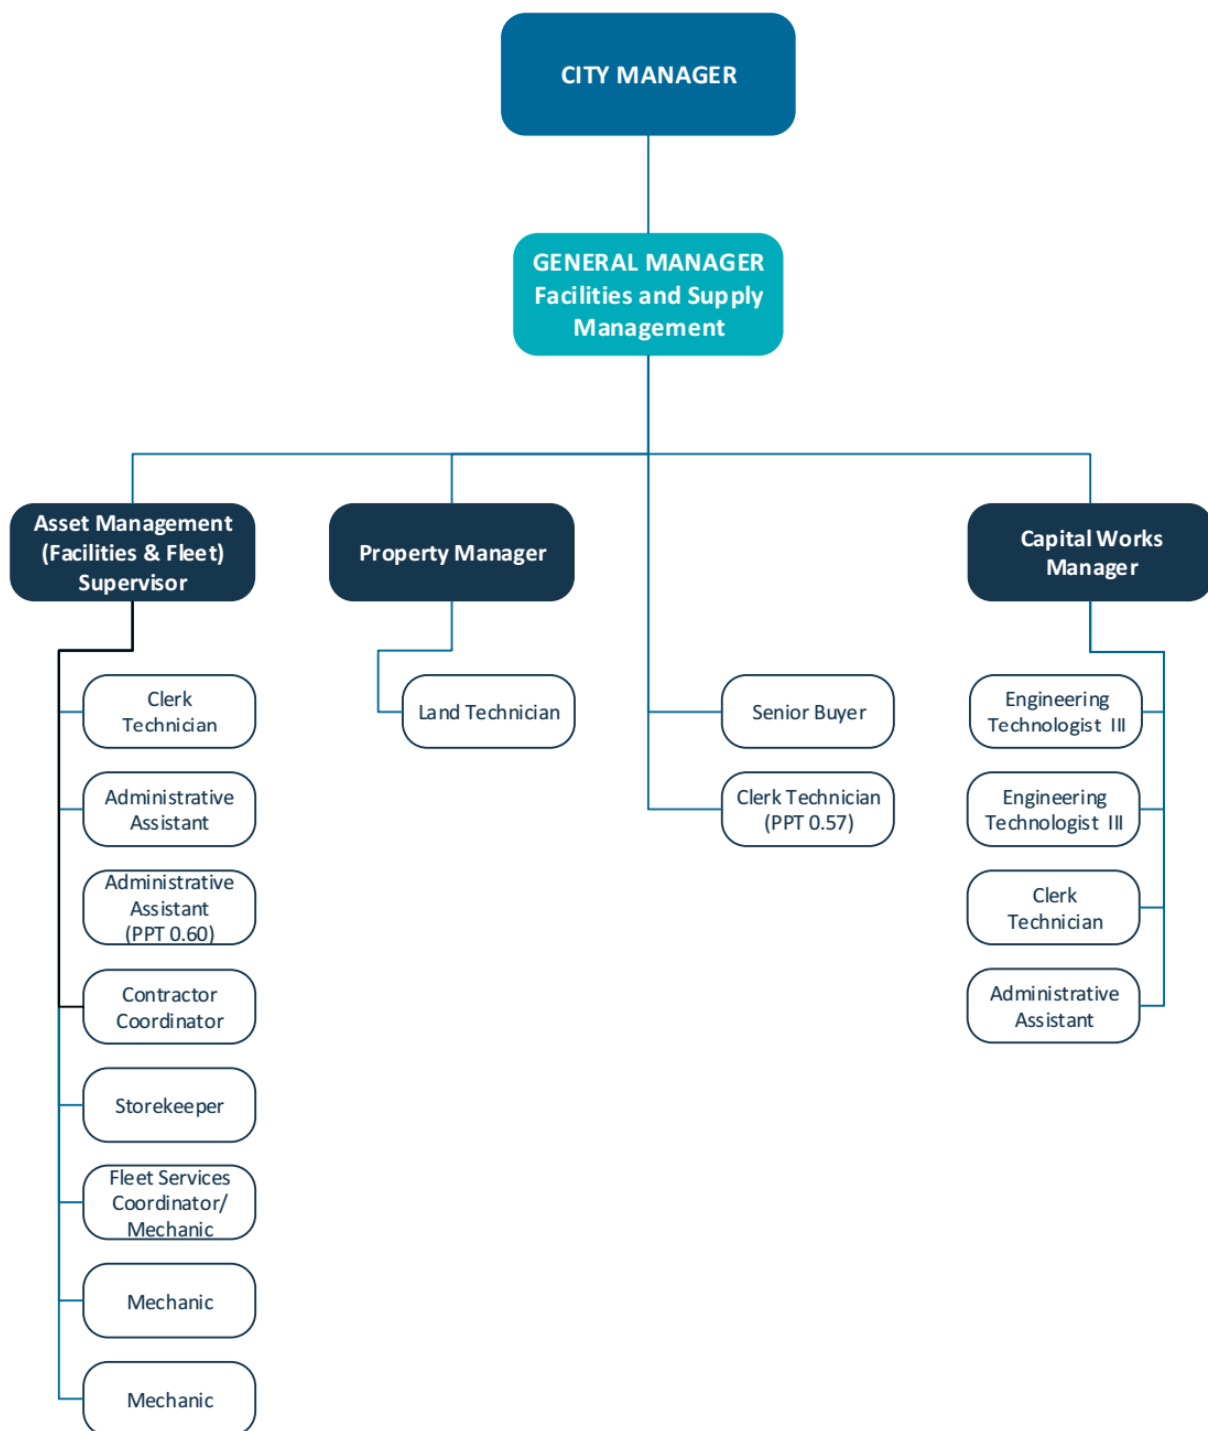 CITY MANAGER
GENERAL MANAGER
Facilities and Supply
Management
Asset Management
(Facilities & Fleet)
Supervisor
Clerk
Technician
Administrative
Assistant
Administrative
Assistant
(PPT 0.60)
Contractor
Coordinator
Storekeeper
Fleet Services
Coordinator/
Mechanic
Mechanic
Mechanic
Property Manager
Land Technician
Senior Buyer
Clerk Technician
(PPT 0.57)
Capital Works
Manager
Engineering
Technologist III
Engineering
Technologist III
Clerk
Technician
Administrative
Assistant